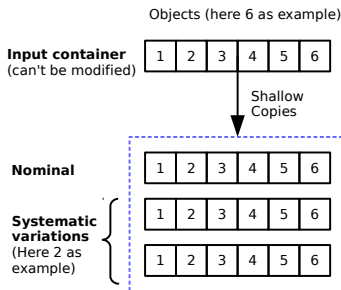 Objects (here 6 as example)
Input container
(can't be modified)
1 2 3 4 5 6
Shallow
Copies
Nominal
1 2 3 4 5 6
Systematic
variations
(Here 2 as
example)
1 2 3 4 5 6
1 2 3 4 5 6